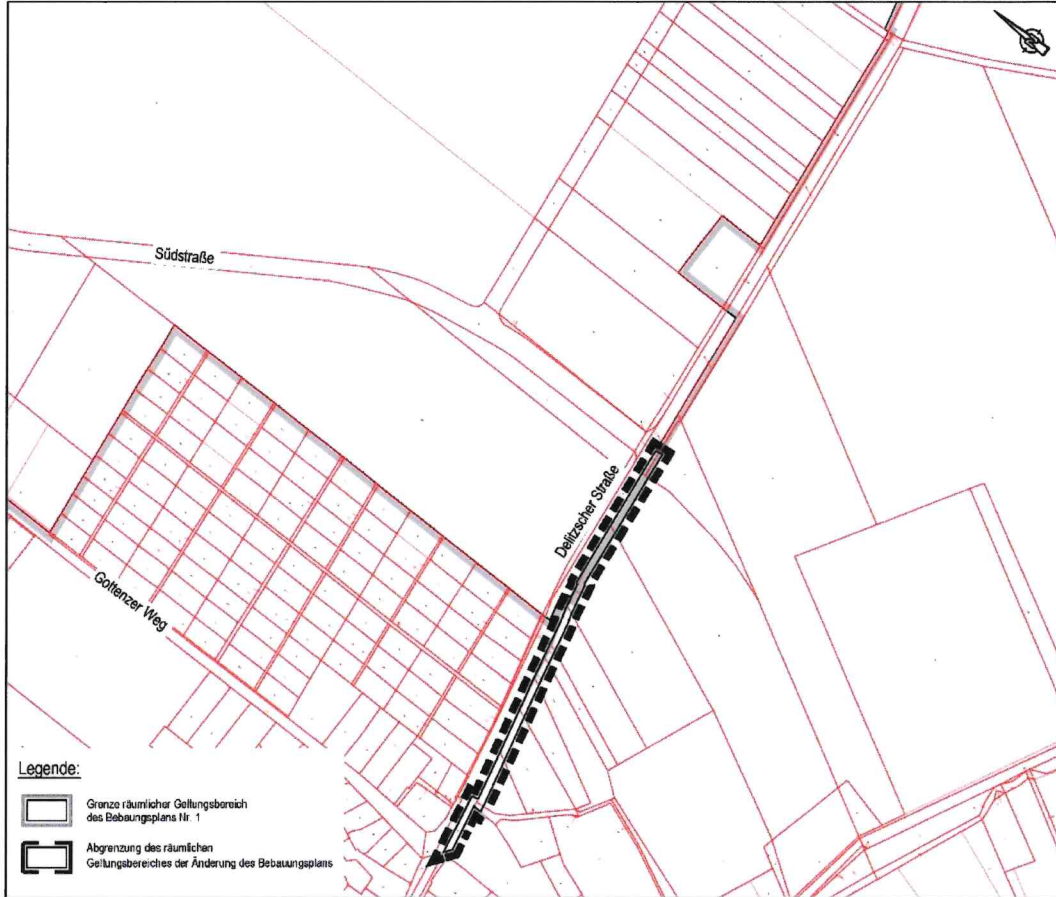 Südstraße
Delitzscher Straße
Gottenzer Weg
Legende:
Grenze räumlicher Geltungsbereich
des Bebaungsplans Nr. 1
Abgrenzung des räumlichen
Geltungsbereiches der Änderung des Bebauungsplans